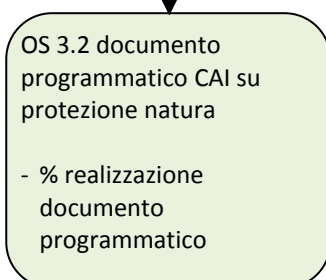 OS 3.2 documento
programmatico CAI su
protezione natura
- % realizzazione
documento
programmatico